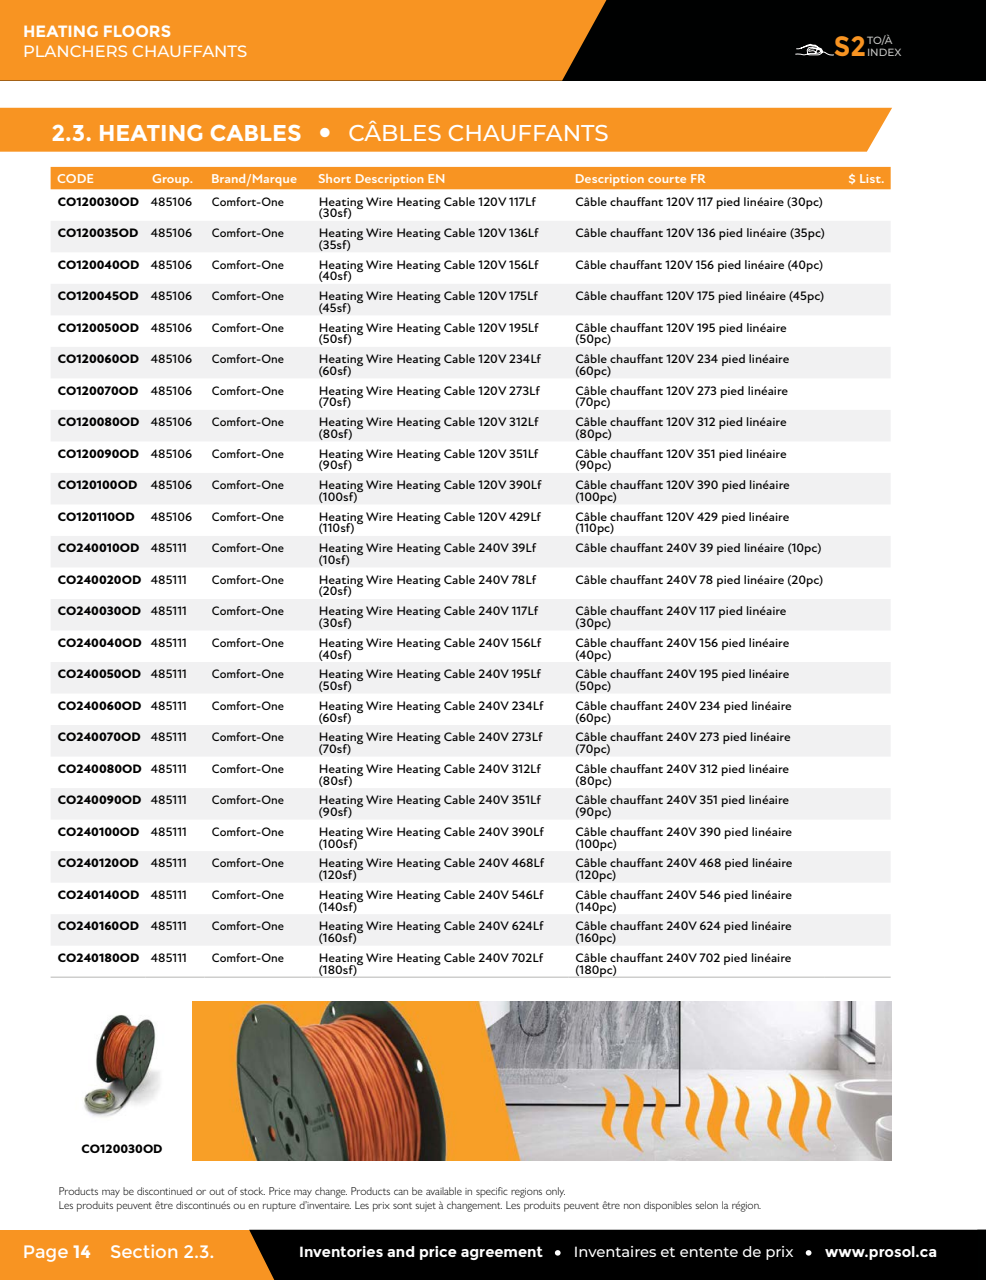 HEATING FLOORS
PLANCHERS CHAUFFANTS
S2 TO/À INDEX
2.3. HEATING CABLES • CÂBLES CHAUFFANTS
CODE Group. Brand/Marque Short Description EN Description courte FR $ List.
CO120030OD 485106 Comfort-One Heating Wire Heating Cable 120V 117Lf (30sf) Câble chauffant 120V 117 pied linéaire (30pc)
CO120035OD 485106 Comfort-One Heating Wire Heating Cable 120V 136Lf (35sf) Câble chauffant 120V 136 pied linéaire (35pc)
CO120040OD 485106 Comfort-One Heating Wire Heating Cable 120V 156Lf (40sf) Câble chauffant 120V 156 pied linéaire (40pc)
CO120045OD 485106 Comfort-One Heating Wire Heating Cable 120V 175Lf (45sf) Câble chauffant 120V 175 pied linéaire (45pc)
CO120050OD 485106 Comfort-One Heating Wire Heating Cable 120V 195Lf (50sf) Câble chauffant 120V 195 pied linéaire (50pc)
CO120060OD 485106 Comfort-One Heating Wire Heating Cable 120V 234Lf (60sf) Câble chauffant 120V 234 pied linéaire (60pc)
CO120070OD 485106 Comfort-One Heating Wire Heating Cable 120V 273Lf (70sf) Câble chauffant 120V 273 pied linéaire (70pc)
CO120080OD 485106 Comfort-One Heating Wire Heating Cable 120V 312Lf (80sf) Câble chauffant 120V 312 pied linéaire (80pc)
CO120090OD 485106 Comfort-One Heating Wire Heating Cable 120V 351Lf (90sf) Câble chauffant 120V 351 pied linéaire (90pc)
CO120100OD 485106 Comfort-One Heating Wire Heating Cable 120V 390Lf (100sf) Câble chauffant 120V 390 pied linéaire (100pc)
CO120110OD 485106 Comfort-One Heating Wire Heating Cable 120V 429Lf (110sf) Câble chauffant 120V 429 pied linéaire (110pc)
CO240010OD 485111 Comfort-One Heating Wire Heating Cable 240V 39Lf (10sf) Câble chauffant 240V 39 pied linéaire (10pc)
CO240020OD 485111 Comfort-One Heating Wire Heating Cable 240V 78Lf (20sf) Câble chauffant 240V 78 pied linéaire (20pc)
CO240030OD 485111 Comfort-One Heating Wire Heating Cable 240V 117Lf (30sf) Câble chauffant 240V 117 pied linéaire (30pc)
CO240040OD 485111 Comfort-One Heating Wire Heating Cable 240V 156Lf (40sf) Câble chauffant 240V 156 pied linéaire (40pc)
CO240050OD 485111 Comfort-One Heating Wire Heating Cable 240V 195Lf (50sf) Câble chauffant 240V 195 pied linéaire (50pc)
CO240060OD 485111 Comfort-One Heating Wire Heating Cable 240V 234Lf (60sf) Câble chauffant 240V 234 pied linéaire (60pc)
CO240070OD 485111 Comfort-One Heating Wire Heating Cable 240V 273Lf (70sf) Câble chauffant 240V 273 pied linéaire (70pc)
CO240080OD 485111 Comfort-One Heating Wire Heating Cable 240V 312Lf (80sf) Câble chauffant 240V 312 pied linéaire (80pc)
CO240090OD 485111 Comfort-One Heating Wire Heating Cable 240V 351Lf (90sf) Câble chauffant 240V 351 pied linéaire (90pc)
CO240100OD 485111 Comfort-One Heating Wire Heating Cable 240V 390Lf (100sf) Câble chauffant 240V 390 pied linéaire (100pc)
CO240120OD 485111 Comfort-One Heating Wire Heating Cable 240V 468Lf (120sf) Câble chauffant 240V 468 pied linéaire (120pc)
CO240140OD 485111 Comfort-One Heating Wire Heating Cable 240V 546Lf (140sf) Câble chauffant 240V 546 pied linéaire (140pc)
CO240160OD 485111 Comfort-One Heating Wire Heating Cable 240V 624Lf (160sf) Câble chauffant 240V 624 pied linéaire (160pc)
CO240180OD 485111 Comfort-One Heating Wire Heating Cable 240V 702Lf (180sf) Câble chauffant 240V 702 pied linéaire (180pc)
CO120030OD
Products may be discontinued or out of stock. Price may change. Products can be available in specific regions only.
Les produits peuvent être discontinués ou en rupture d'inventaire. Les prix sont sujet à changement. Les produits peuvent être non disponibles selon la région.
Page 14 Section 2.3. Inventories and price agreement • Inventaires et entente de prix • www.prosol.ca